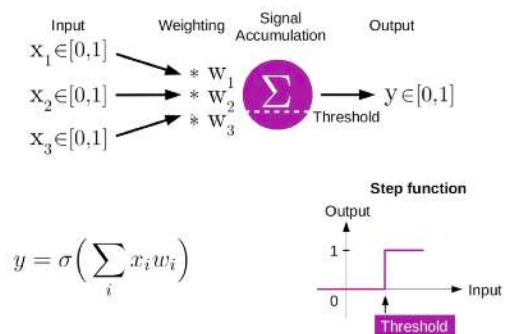 Input Weighting Signal Accumulation Output
x₁∈[0,1] * w₁
x₂∈[0,1] * w₂ Σ y∈[0,1]
x₃∈[0,1] * w₃ Threshold
Step function
Output
y = σ(∑ᵢ xᵢwᵢ)
1
0 Input
Threshold